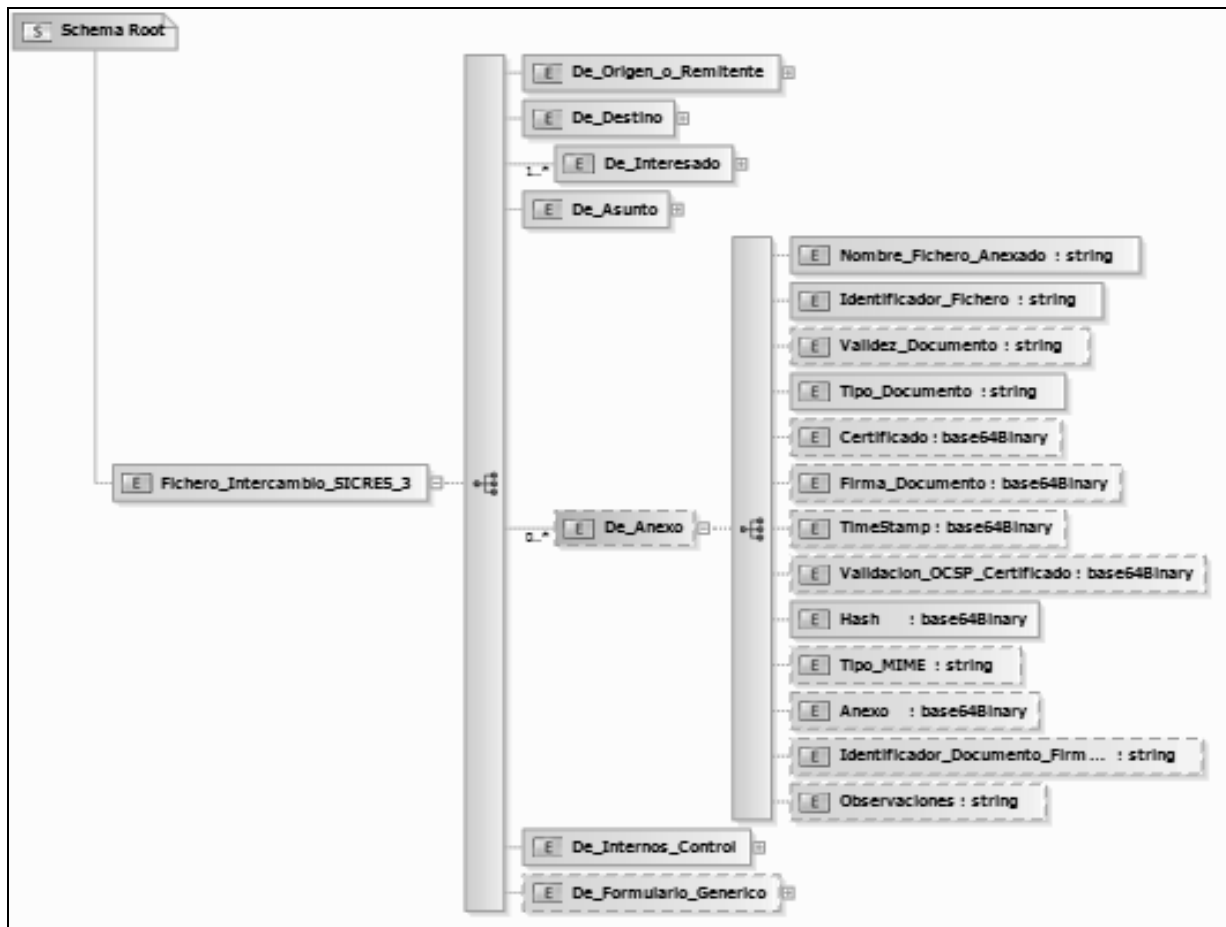 S Schema Root
E De_Origen_o_Remitente
E De_Destino
1..* E De_Interesado
E De_Asunto
E Nombre_Fichero_Anexado : string
E Identificador_Fichero : string
E Validez_Documento : string
E Tipo_Documento : string
E Certificado : base64Binary
E Firma_Documento : base64Binary
E Fichero_Intercambio_SICRES_3
0..* E De_Anexo
E TimeStamp : base64Binary
E Validacion_OCSP_Certificado : base64Binary
E Hash : base64Binary
E Tipo_MIME : string
E Anexo : base64Binary
E Identificador_Documento_Firm... : string
E Observaciones : string
E De_Internos_Control
E De_Formulario_Generico